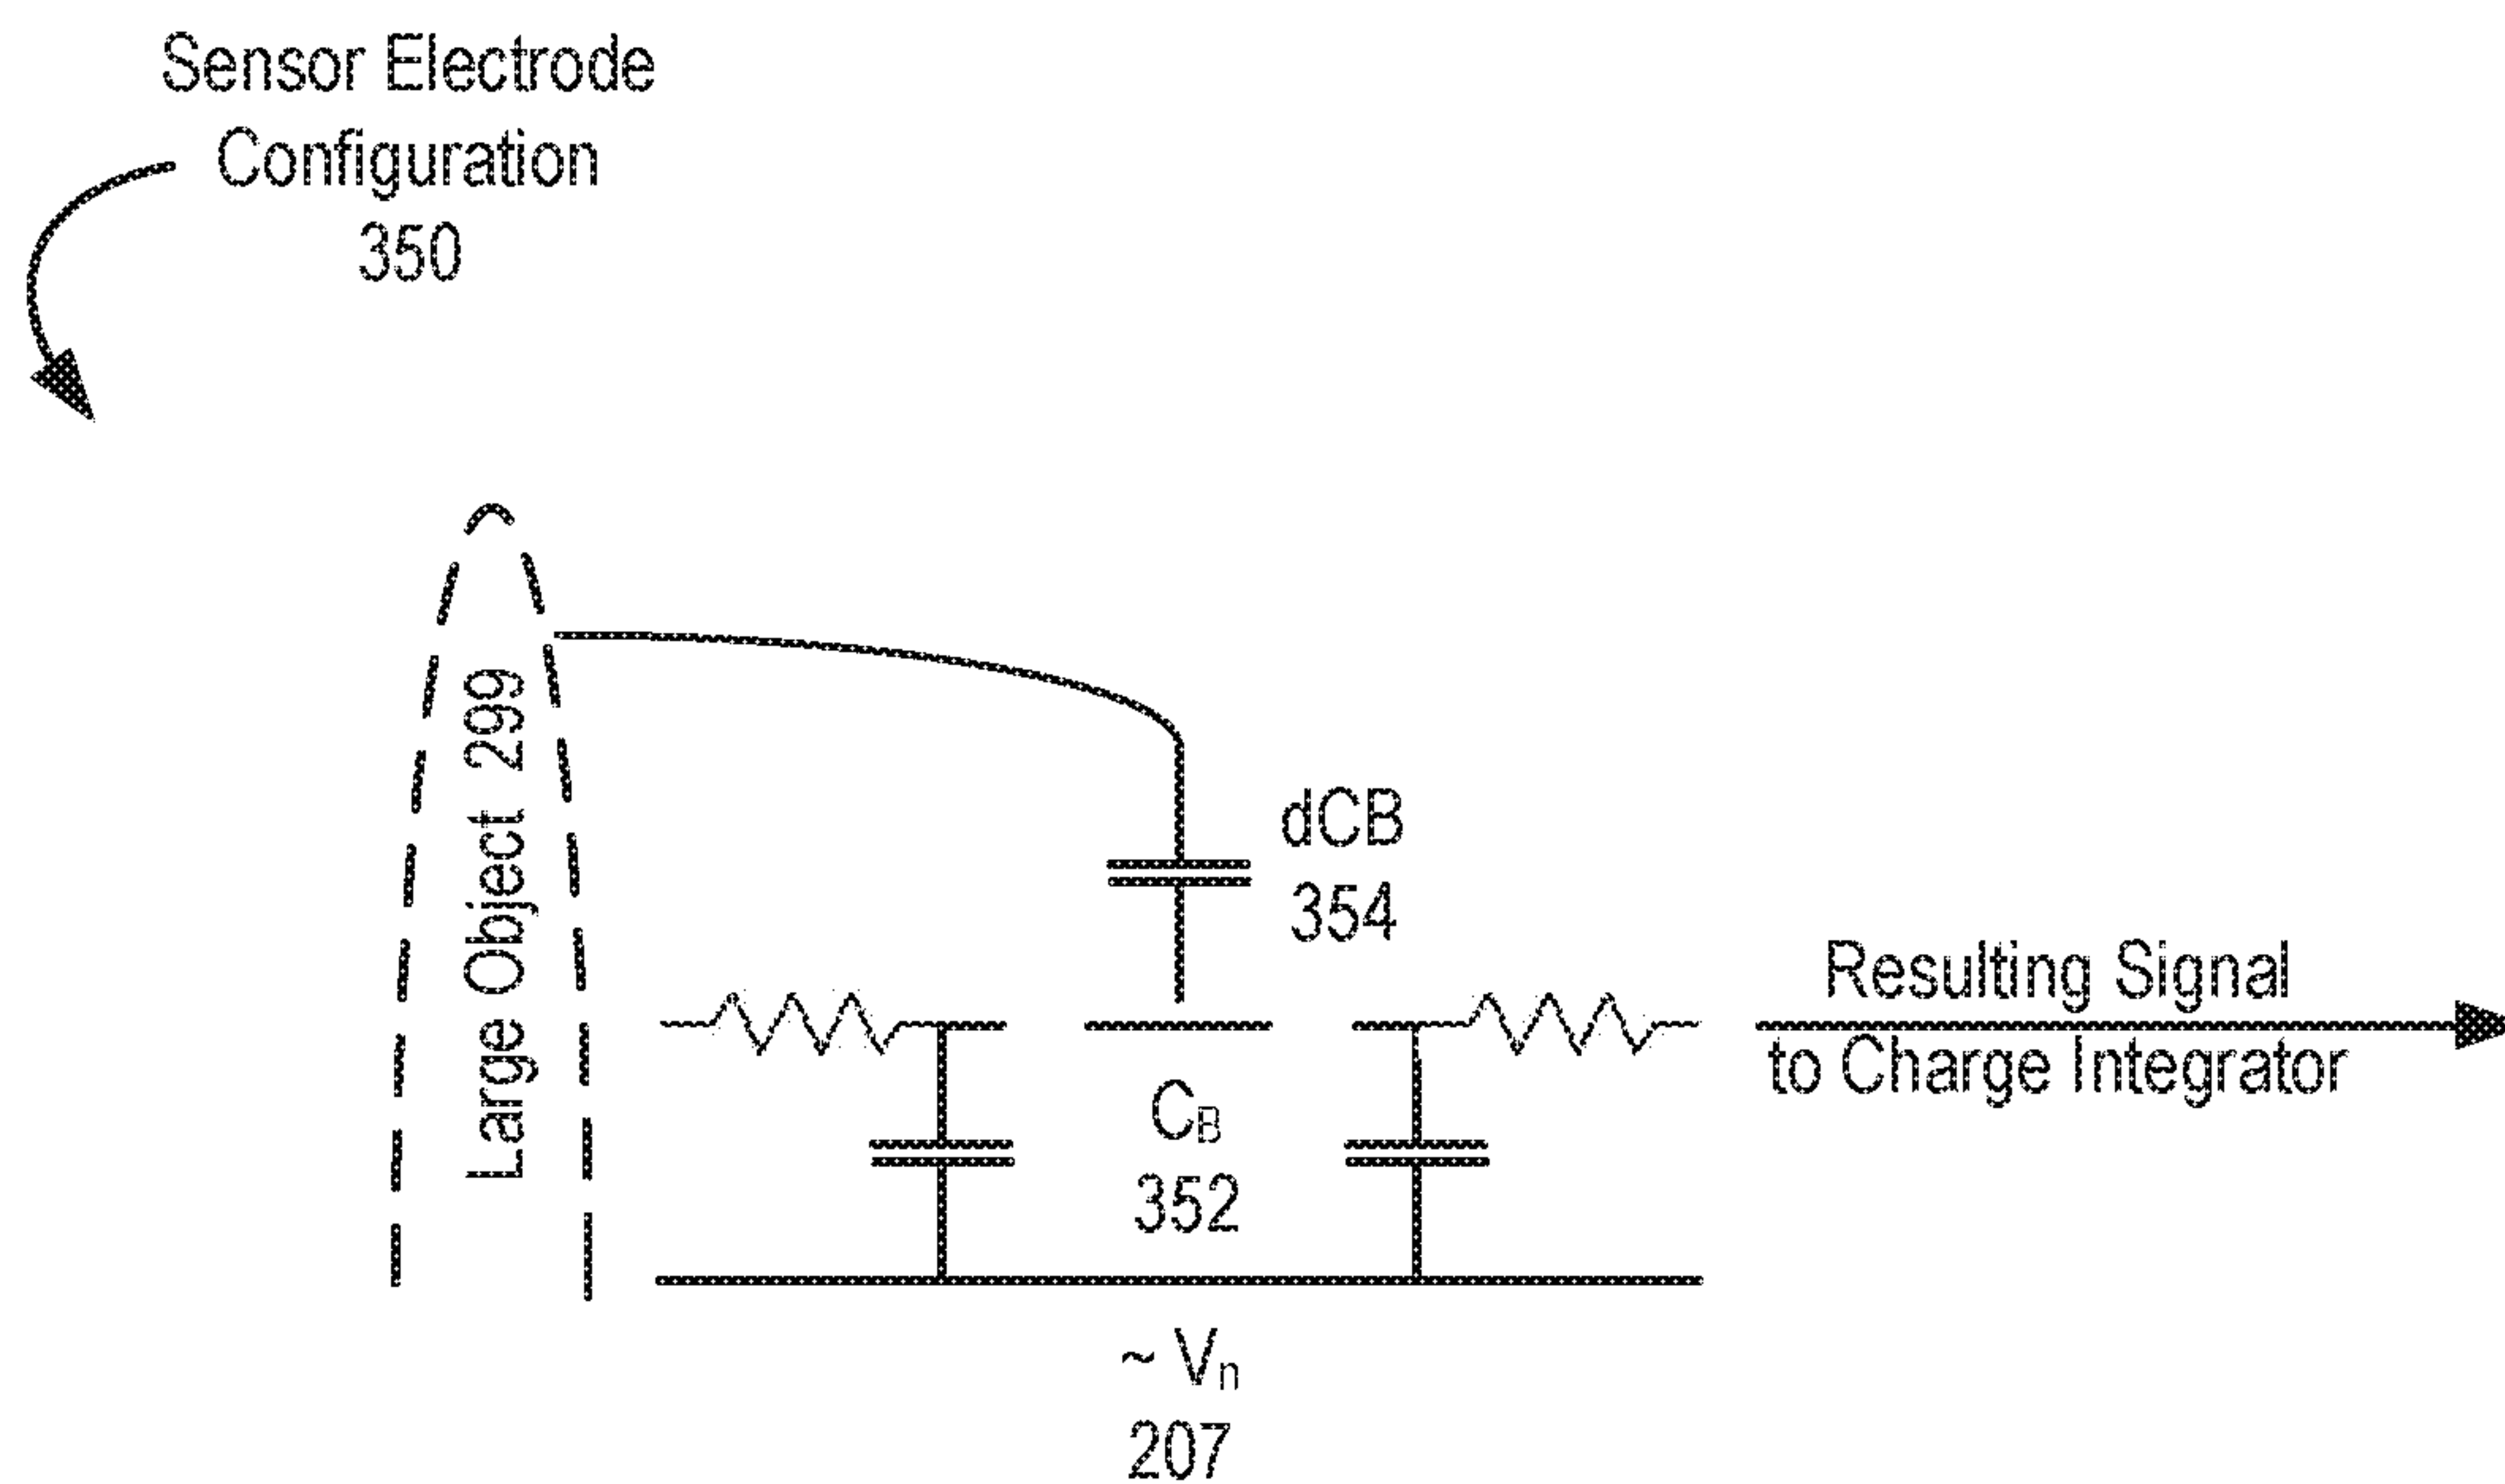 Sensor Electrode
Configuration
350
Large Object 299
dCB
354
Resulting Signal
to Charge Integrator
C_B
352
~ V_n
207